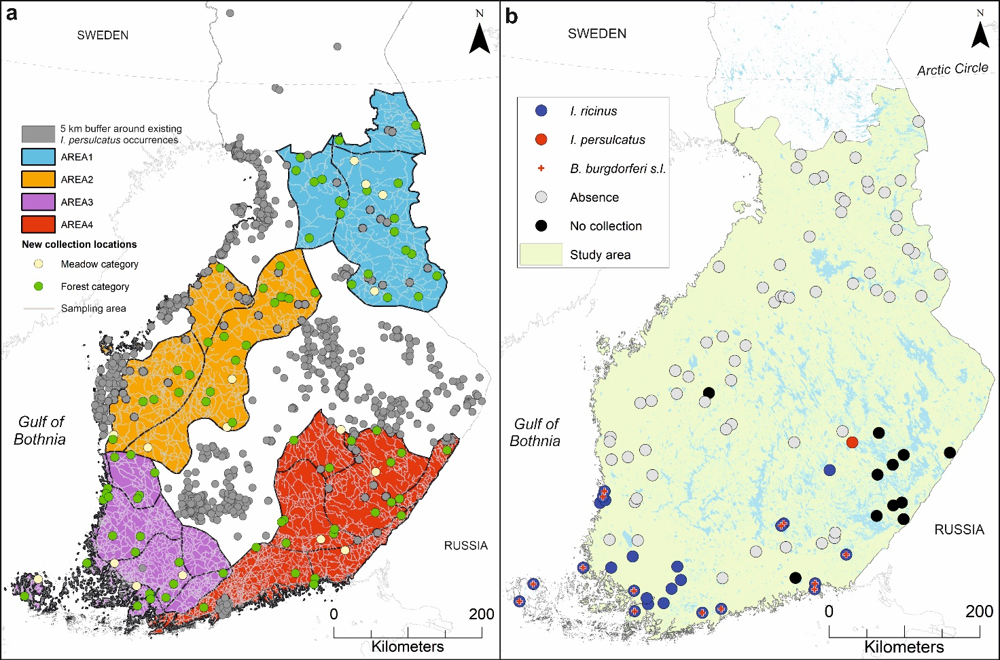 a
SWEDEN
N
5 km buffer around existing
I. persulcatus occurrences
AREA1
AREA2
AREA3
AREA4
New collection locations
Meadow category
Forest category
Sampling area
Gulf of
Bothnia
RUSSIA
0 200
Kilometers
b
SWEDEN
N
Arctic Circle
I. ricinus
I. persulcatus
B. burgdorferi s.l.
Absence
No collection
Study area
Gulf of
Bothnia
RUSSIA
0 200
Kilometers